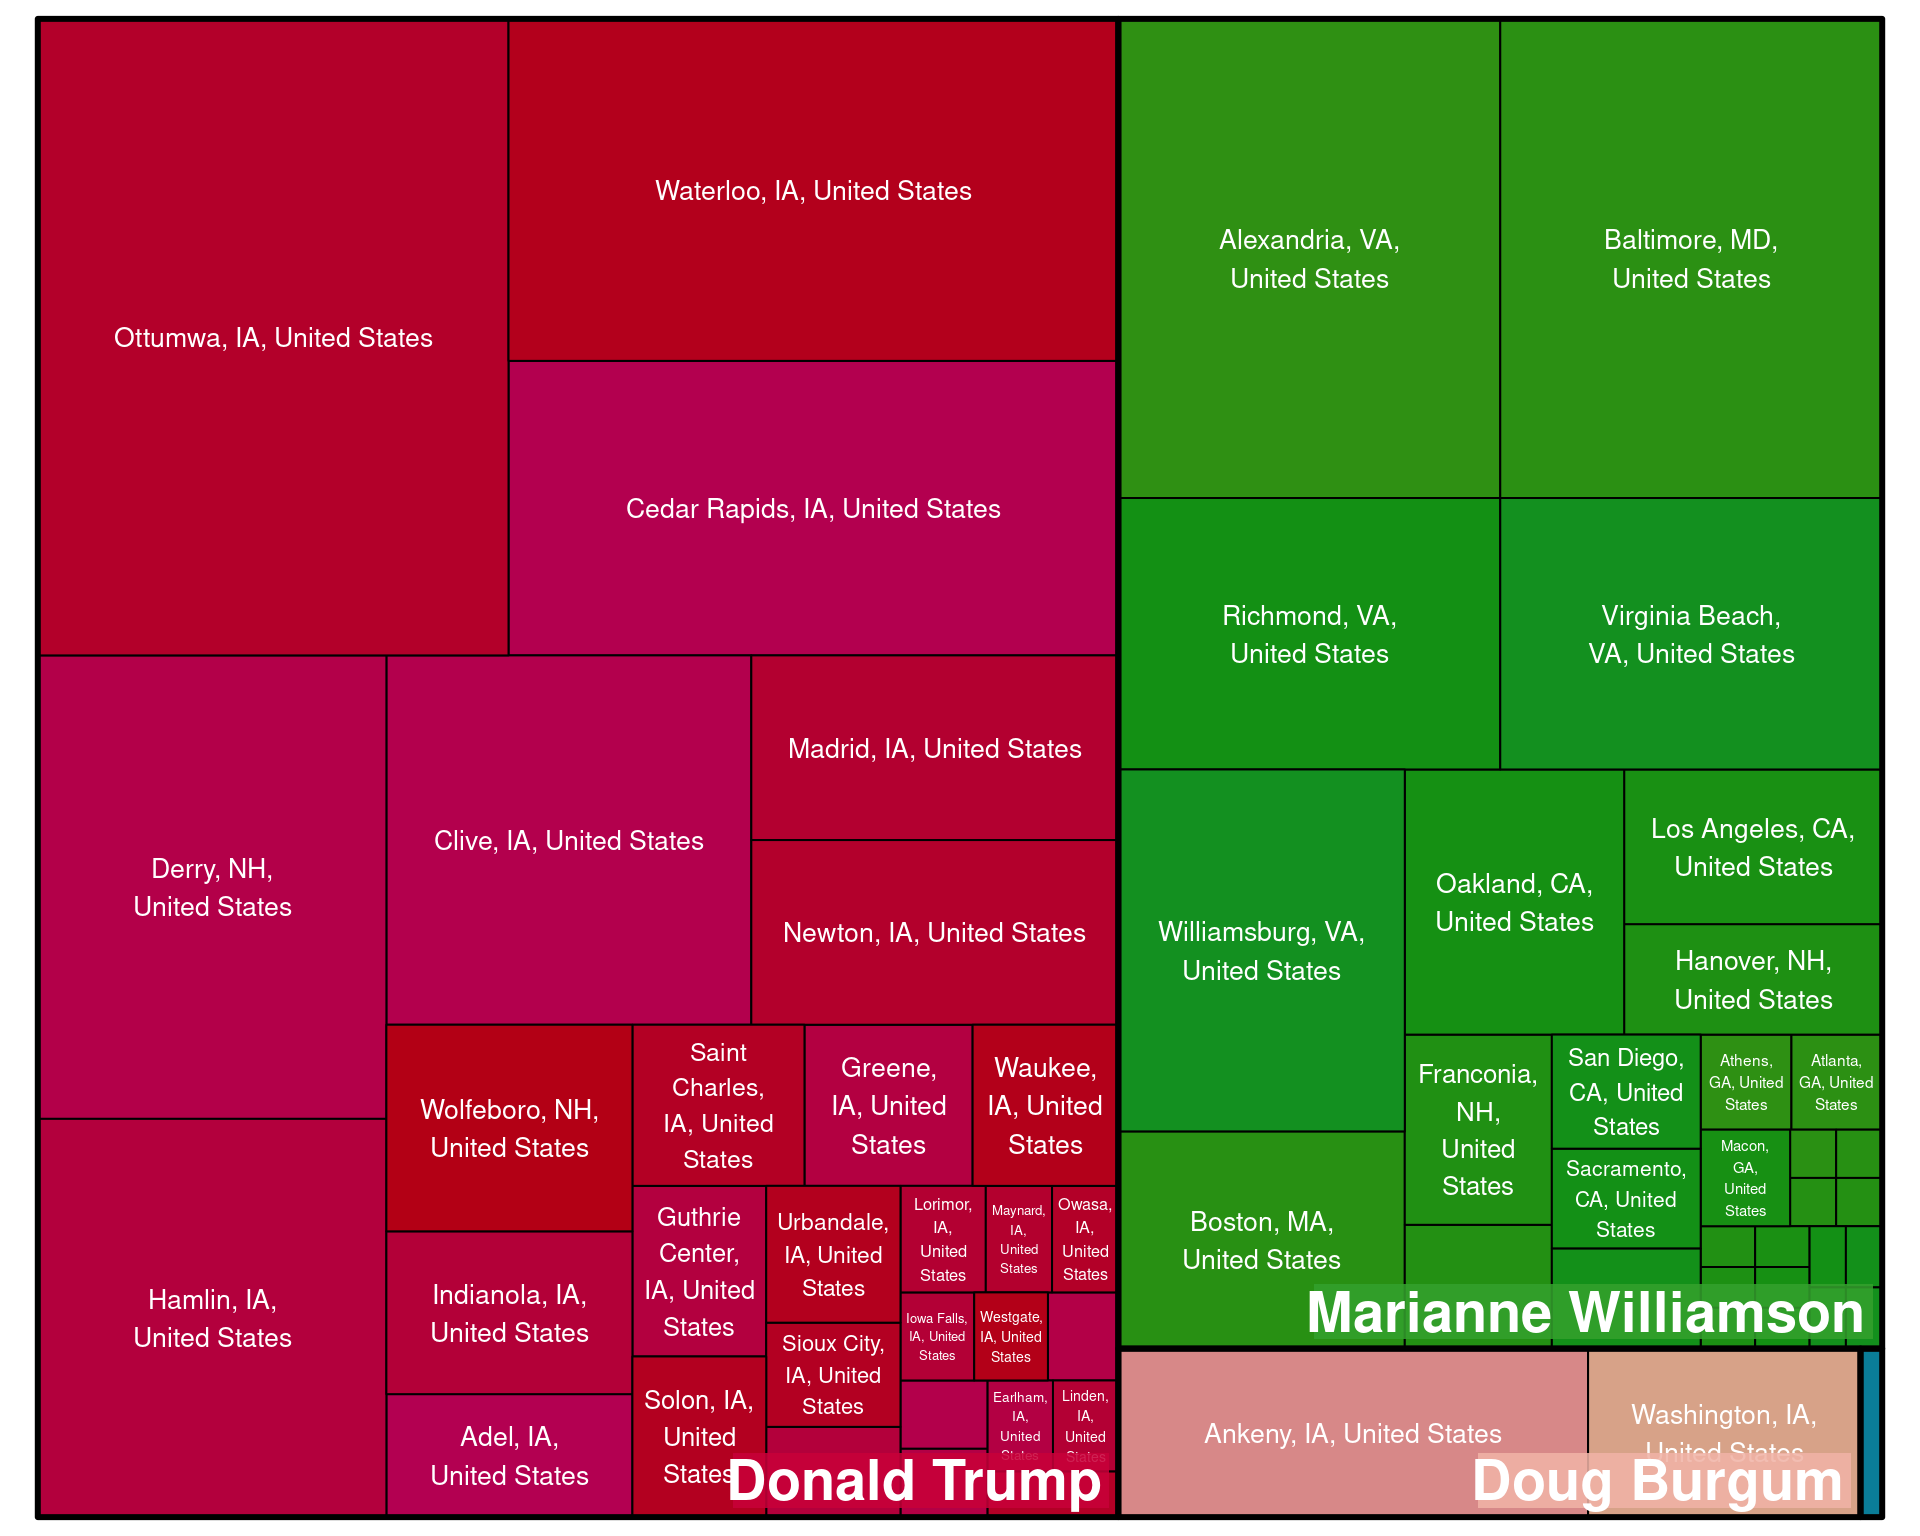 Ottumwa, IA, United States
Waterloo, IA, United States
Cedar Rapids, IA, United States
Derry, NH,
United States
Clive, IA, United States
Madrid, IA, United States
Newton, IA, United States
Hamlin, IA,
United States
Wolfeboro, NH,
United States
Indianola, IA,
United States
Adel, IA,
United States
Saint
Charles,
IA, United
States
Greene,
IA, United
States
Waukee,
IA, United
States
Guthrie
Center,
IA, United
States
Solon, IA,
United
States
Urbandale,
IA, United
States
Sioux City,
IA, United
States
Lorimor,
IA,
United
States
Maynard,
IA,
United
States
Owasa,
IA,
United
States
Iowa Falls,
IA, United
States
Westgate,
IA, United
States
Earlham,
IA,
United
States
Linden,
IA,
United
States
Donald Trump
Alexandria, VA,
United States
Baltimore, MD,
United States
Richmond, VA,
United States
Virginia Beach,
VA, United States
Williamsburg, VA,
United States
Boston, MA,
United States
Oakland, CA,
United States
Los Angeles, CA,
United States
Hanover, NH,
United States
Franconia,
NH,
United
States
San Diego,
CA, United
States
Sacramento,
CA, United
States
Athens,
GA, United
States
Atlanta,
GA, United
States
Macon,
GA,
United
States
Marianne Williamson
Ankeny, IA, United States
Washington, IA,
United States
Doug Burgum